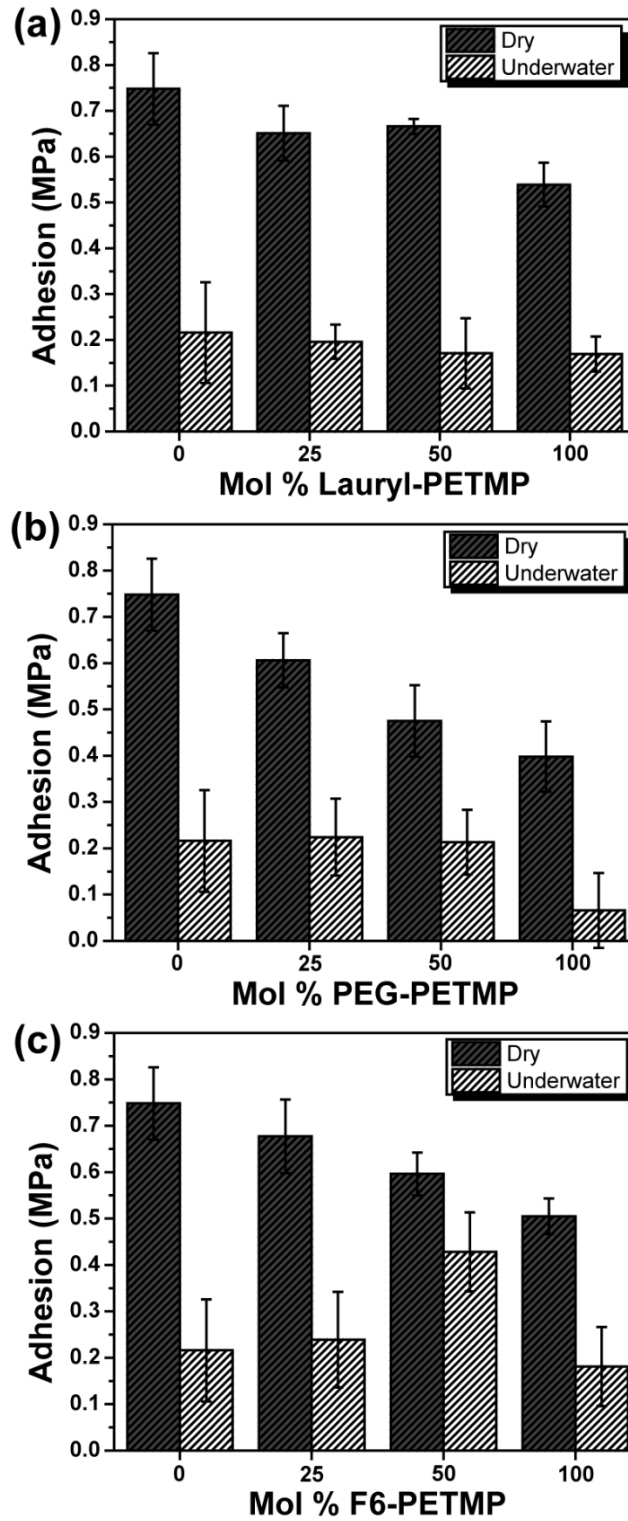 (a)
Dry
Underwater
Adhesion (MPa)
0.9
0.8
0.7
0.6
0.5
0.4
0.3
0.2
0.1
0.0
0 25 50 100
Mol % Lauryl-PETMP
(b)
Dry
Underwater
Adhesion (MPa)
0.9
0.8
0.7
0.6
0.5
0.4
0.3
0.2
0.1
0.0
0 25 50 100
Mol % PEG-PETMP
(c)
Dry
Underwater
Adhesion (MPa)
0.9
0.8
0.7
0.6
0.5
0.4
0.3
0.2
0.1
0.0
0 25 50 100
Mol % F6-PETMP